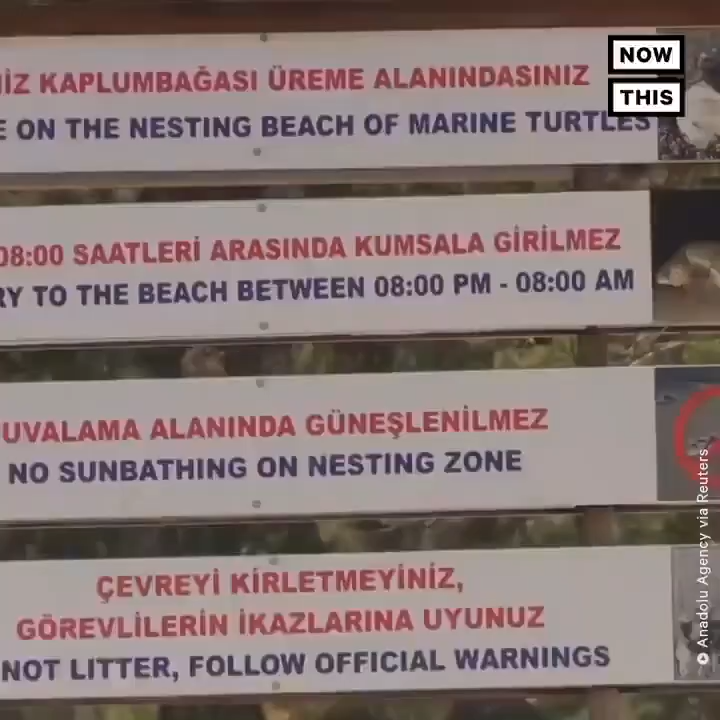 NOW
THIS
İZ KAPLUMBAĞASI ÜREME ALANINDASINIZ
E ON THE NESTING BEACH OF MARINE TURTLES
08:00 SAATLERİ ARASINDA KUMSALA GİRİLMEZ
RY TO THE BEACH BETWEEN 08:00 PM - 08:00 AM
UVALAMA ALANINDA GÜNEŞLENİLMEZ
NO SUNBATHING ON NESTING ZONE
ÇEVREYİ KİRLETMEYİNİZ,
GÖREVLİLERİN İKAZLARINA UYUNUZ
NOT LITTER, FOLLOW OFFICIAL WARNINGS
Anadolu Agency via Reuters